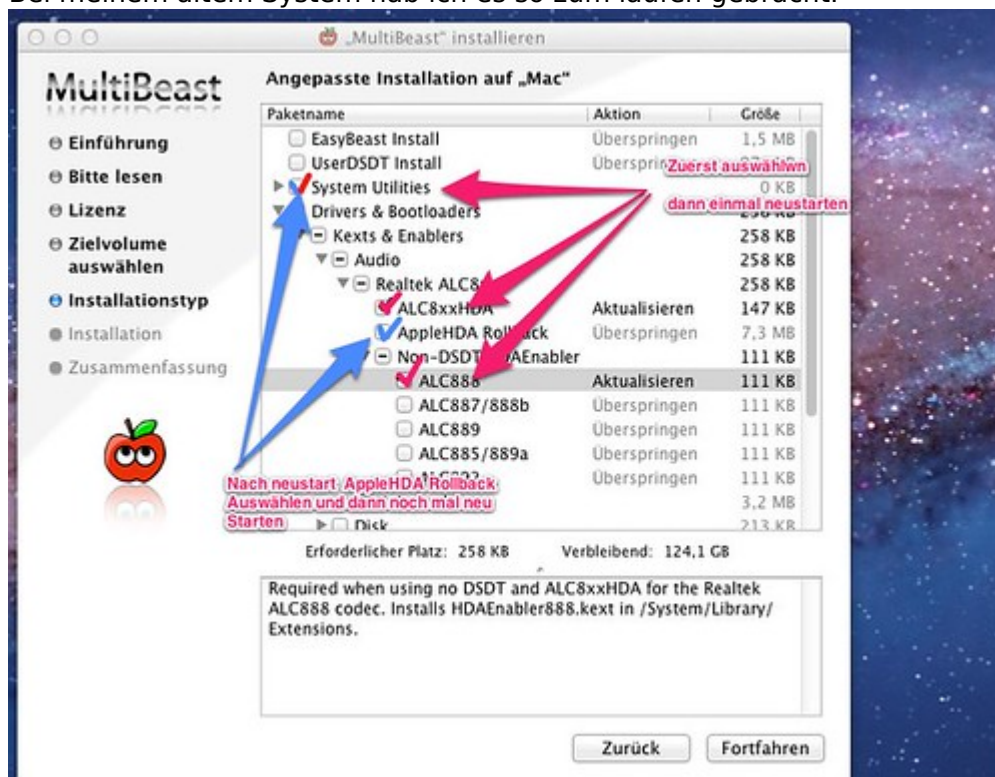 Bei meinem altem System hab ich es so zum laufen gebracht.
„MultiBeast“ installieren
MultiBeast
Einführung
Bitte lesen
Lizenz
Zielvolume
auswählen
Installationstyp
Installation
Zusammenfassung
Angepasste Installation auf „Mac“
Paketname Aktion Größe
EasyBeast Install Überspringen 1,5 MB
UserDSDT Install
System Utilities 0 KB
Drivers & Bootloaders
Kexts & Enablers 258 KB
Audio 258 KB
Realtek 258 KB
ALC8xxHDA Aktualisieren 147 KB
AppleHDA Rollback Überspringen 7,3 MB
111 KB
ALC888 Aktualisieren 111 KB
ALC887/888b Überspringen 111 KB
ALC889 Überspringen 111 KB
ALC885/889a Überspringen 111 KB
Überspringen 111 KB
3,2 MB
Disk 213 KB
Zuerst auswählwn
dann einmal neustarten
Nach neustart AppleHDA Rollback
Auswählen und dann noch mal neu
Starten
Erforderlicher Platz: 258 KB Verbleibend: 124,1 GB
Required when using no DSDT and ALC8xxHDA for the Realtek
ALC888 codec. Installs HDAEnabler888.kext in /System/Library/
Extensions.
Zurück Fortfahren